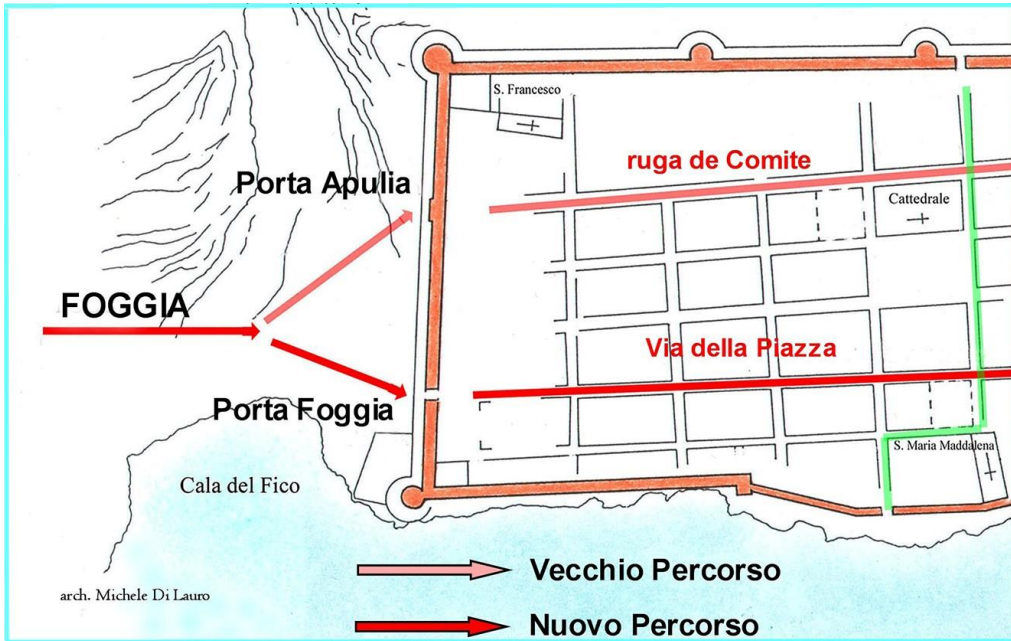 S. Francesco
ruga de Comite
Porta Apulia
Cattedrale
FOGGIA
Via della Piazza
Porta Foggia
S. Maria Maddalena
Cala del Fico
Vecchio Percorso
arch. Michele Di Lauro
Nuovo Percorso